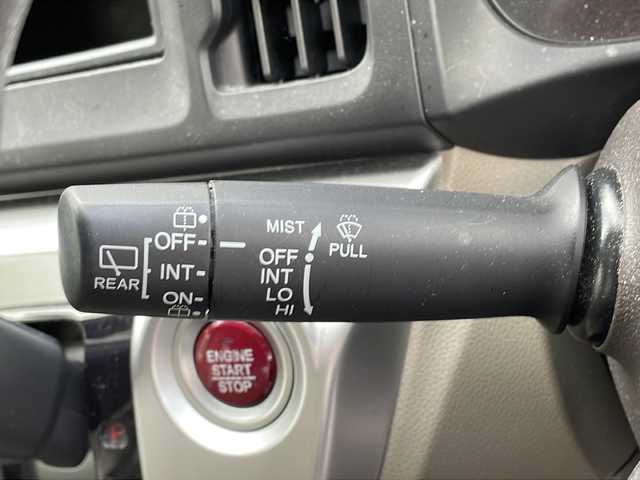 OFF
INT
ON
REAR
MIST
OFF
INT
LO
HI
PULL
ENGINE
START
STOP